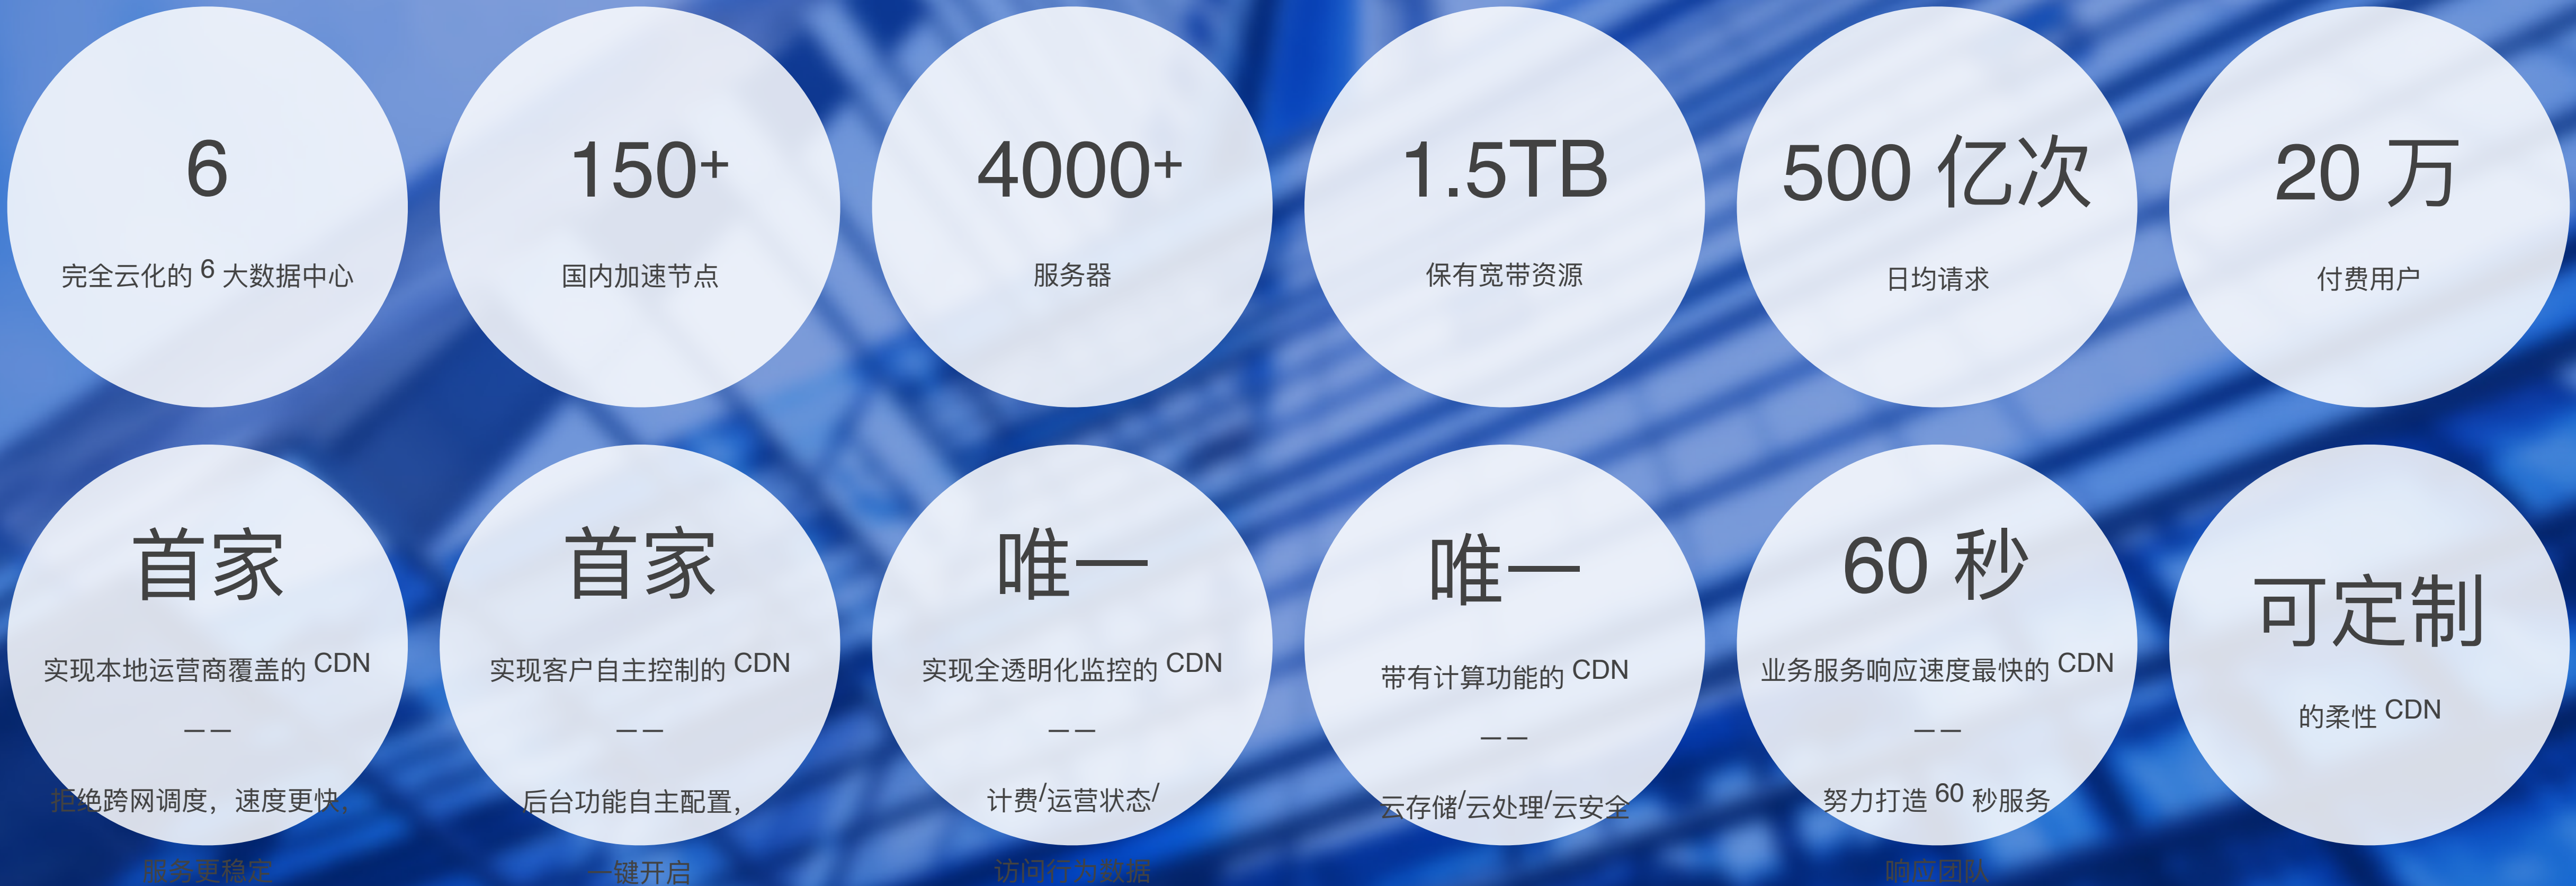 6
完全云化的 6 大数据中心
150+
国内加速节点
4000+
服务器
1.5TB
保有宽带资源
500 亿次
日均请求
20 万
付费用户
首家
实现本地运营商覆盖的 CDN
——
拒绝跨网调度，速度更快，
服务更稳定
首家
实现客户自主控制的 CDN
——
后台功能自主配置，
一键开启
唯一
实现全透明化监控的 CDN
——
计费/运营状态/
访问行为数据
唯一
带有计算功能的 CDN
——
云存储/云处理/云安全
60 秒
业务服务响应速度最快的 CDN
——
努力打造 60 秒服务
响应团队
可定制
的柔性 CDN